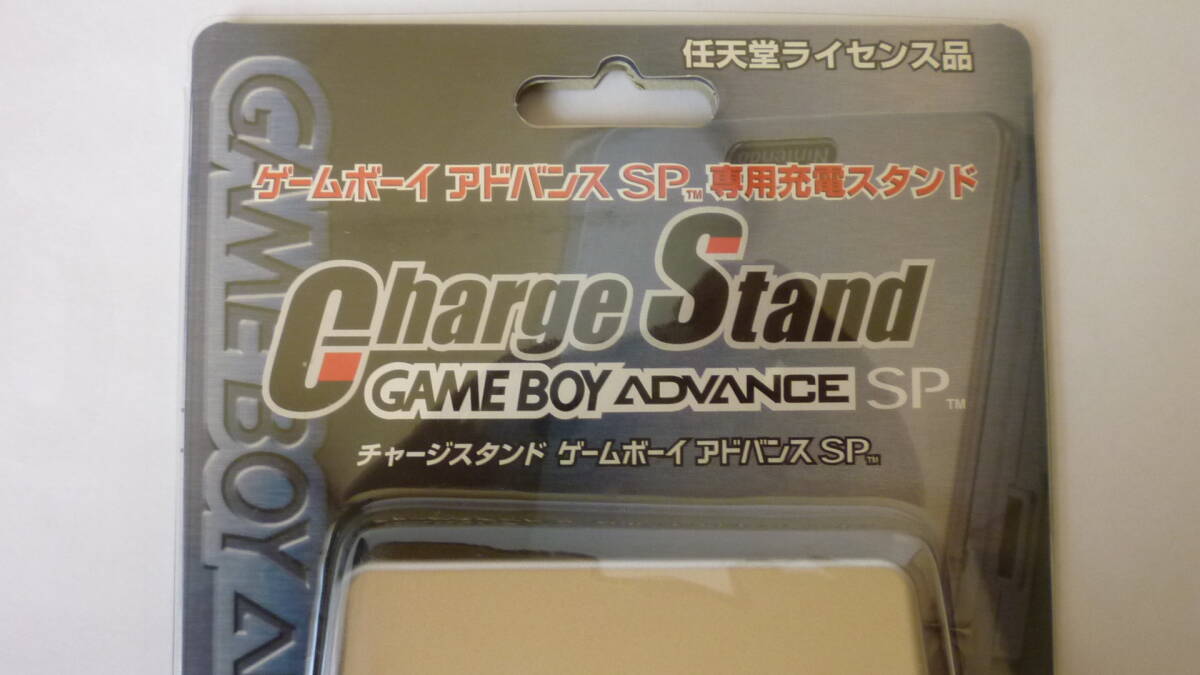 任天堂ライセンス品
Nintendo
ゲームボーイ アドバンス SP™ 専用充電スタンド
Charge Stand
GAME BOY ADVANCE SP™
チャージスタンド ゲームボーイ アドバンス SP™
GAME BOY A